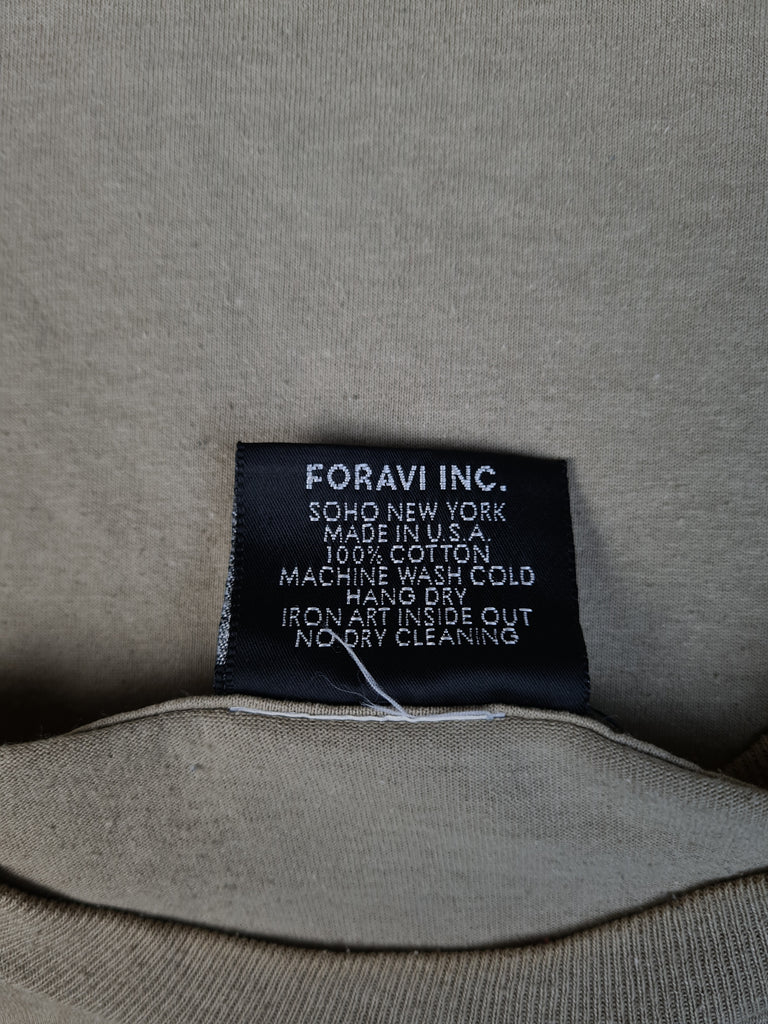 FORAVI INC.
SOHO NEW YORK
MADE IN U.S.A.
100% COTTON
MACHINE WASH COLD
HANG DRY
IRON ART INSIDE OUT
NO DRY CLEANING